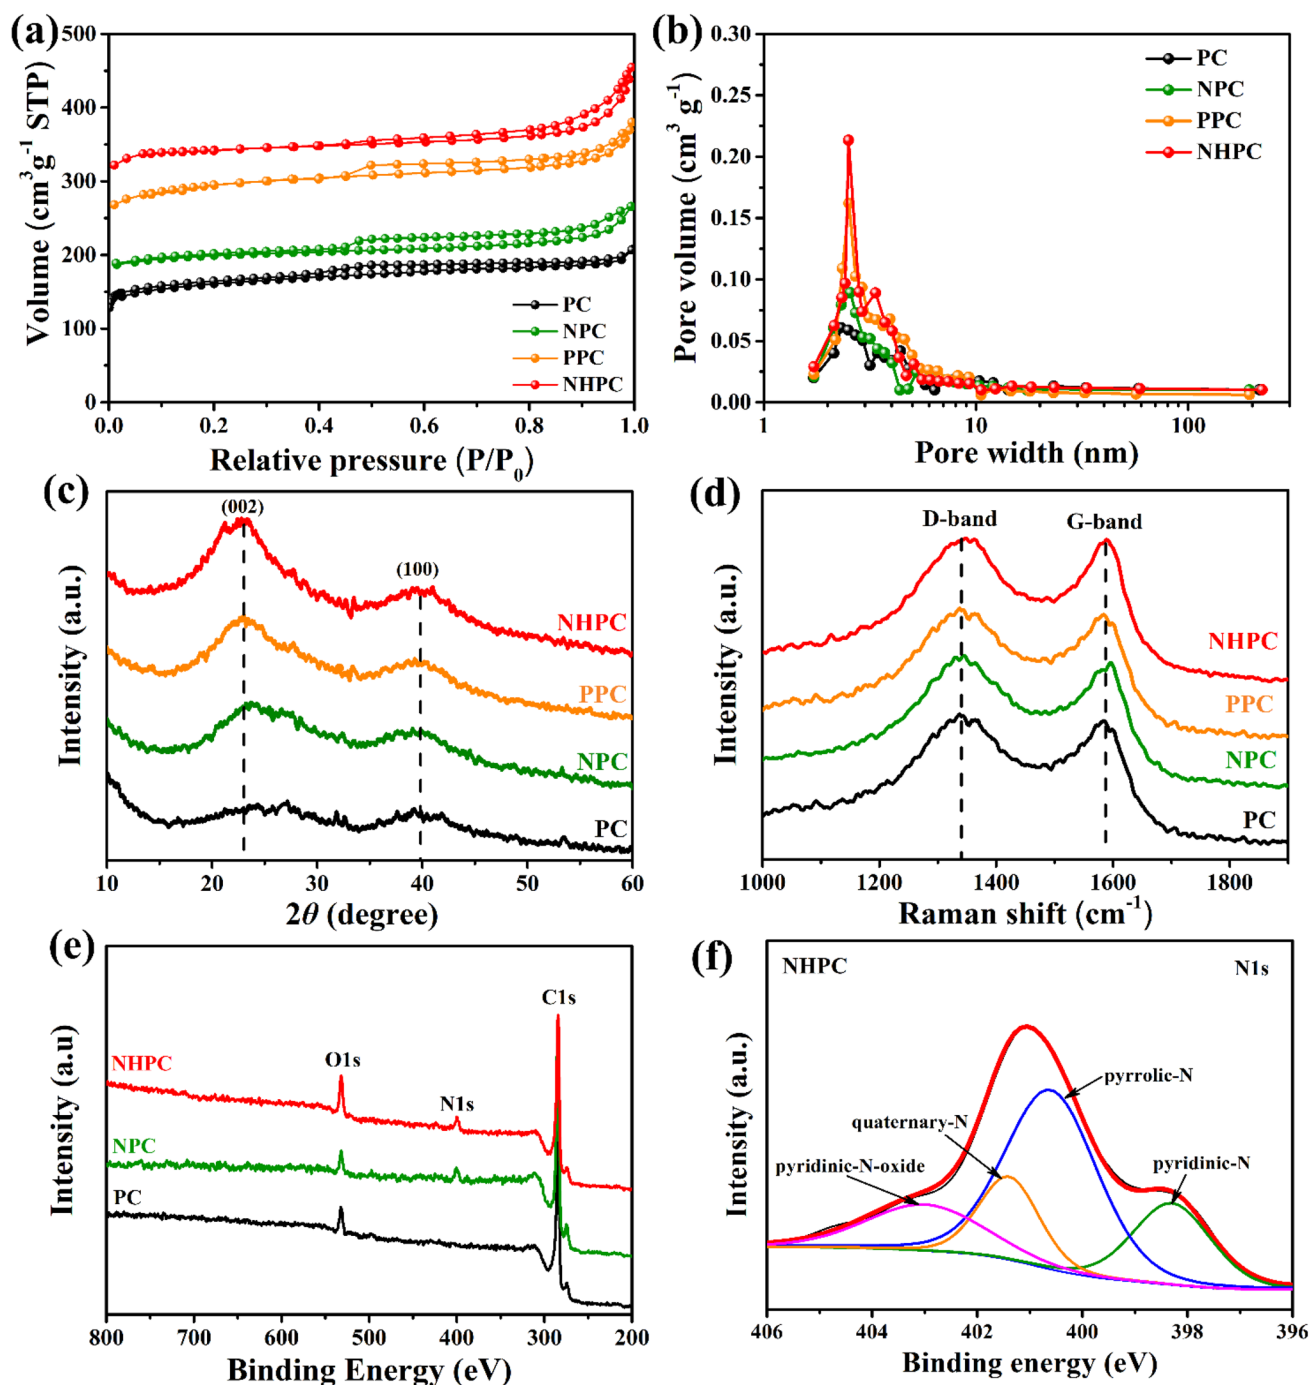 (a)
500
400
300
200
100
0
Volume (cm³g⁻¹ STP)
PC
NPC
PPC
NHPC
0.0 0.2 0.4 0.6 0.8 1.0
Relative pressure (P/P₀)
(b)
0.30
0.25
0.20
0.15
0.10
0.05
0.00
Pore volume (cm³ g⁻¹)
PC
NPC
PPC
NHPC
1 10 100
Pore width (nm)
(c)
(002)
(100)
NHPC
PPC
NPC
PC
Intensity (a.u.)
10 20 30 40 50 60
2θ (degree)
(d)
D-band G-band
NHPC
PPC
NPC
PC
Intensity (a.u.)
1000 1200 1400 1600 1800
Raman shift (cm⁻¹)
(e)
C1s
O1s
N1s
NHPC
NPC
PC
Intensity (a.u)
800 700 600 500 400 300 200
Binding Energy (eV)
(f)
NHPC N1s
pyrrolic-N
quaternary-N
pyridinic-N-oxide
pyridinic-N
Intensity (a.u.)
406 404 402 400 398 396
Binding energy (eV)